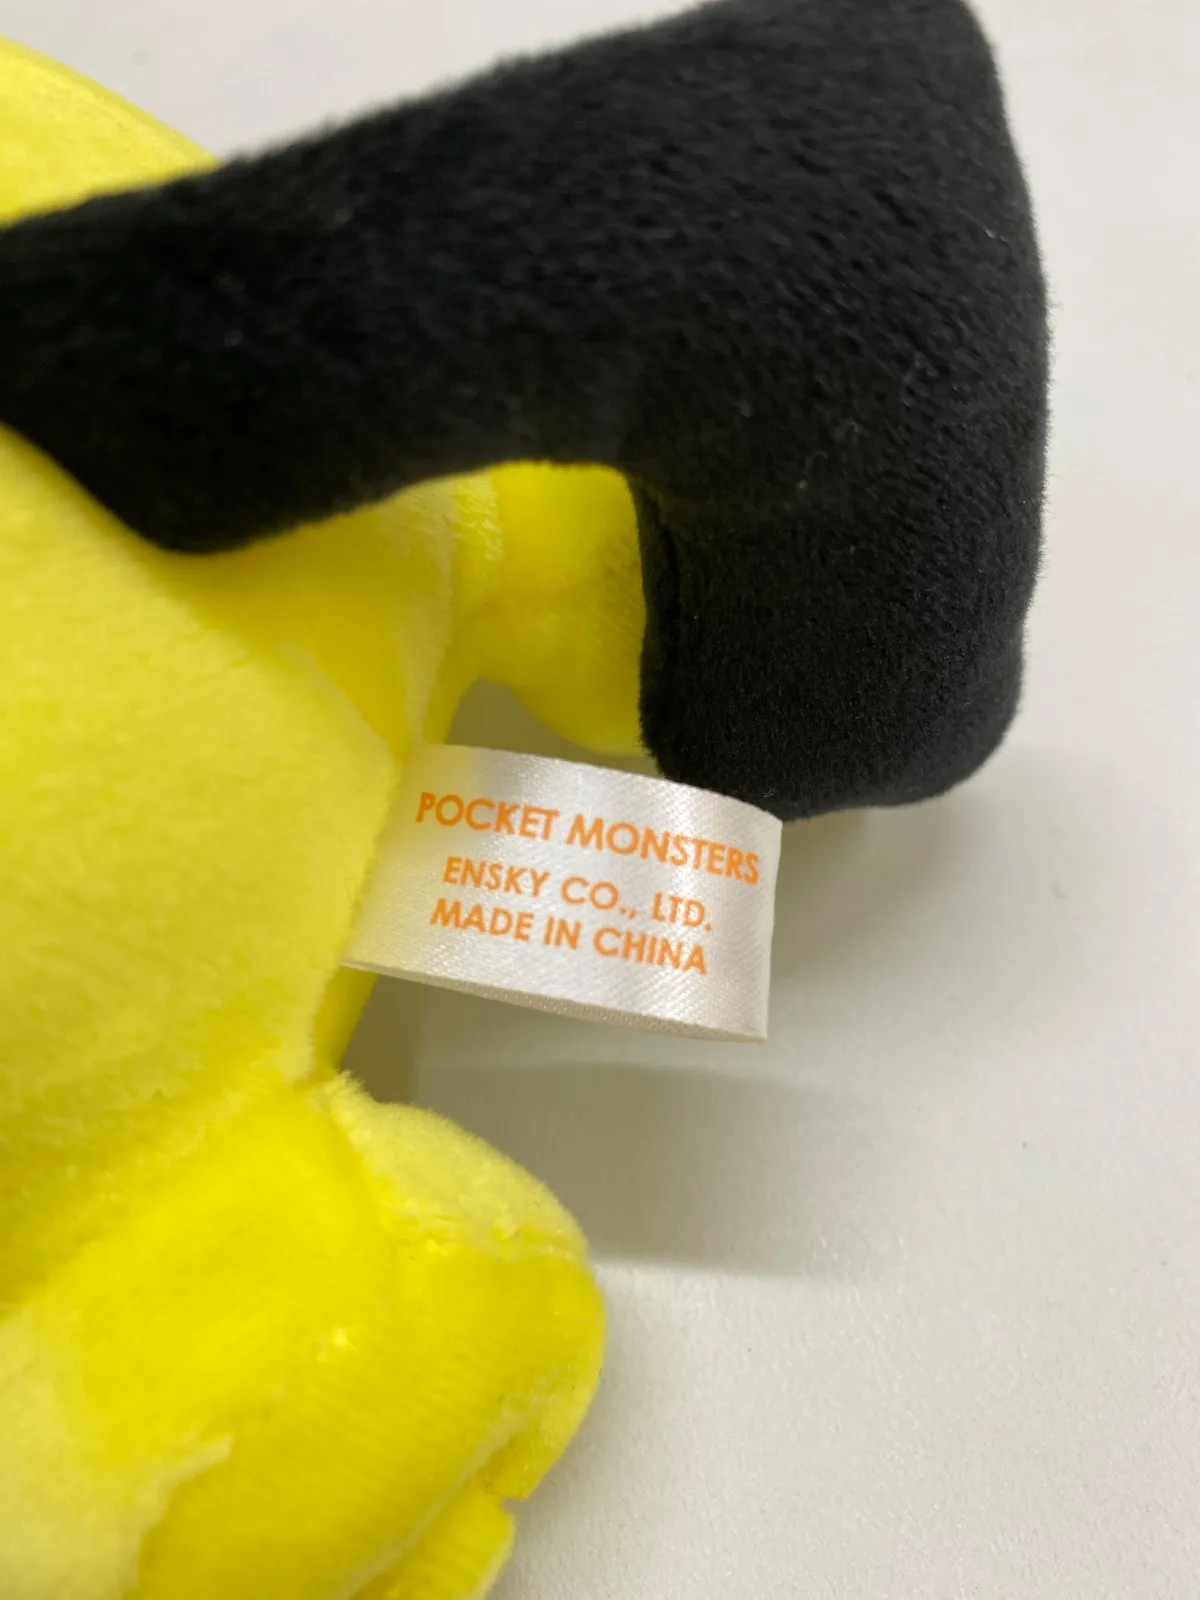 POCKET MONSTERS
ENSKY CO., LTD.
MADE IN CHINA